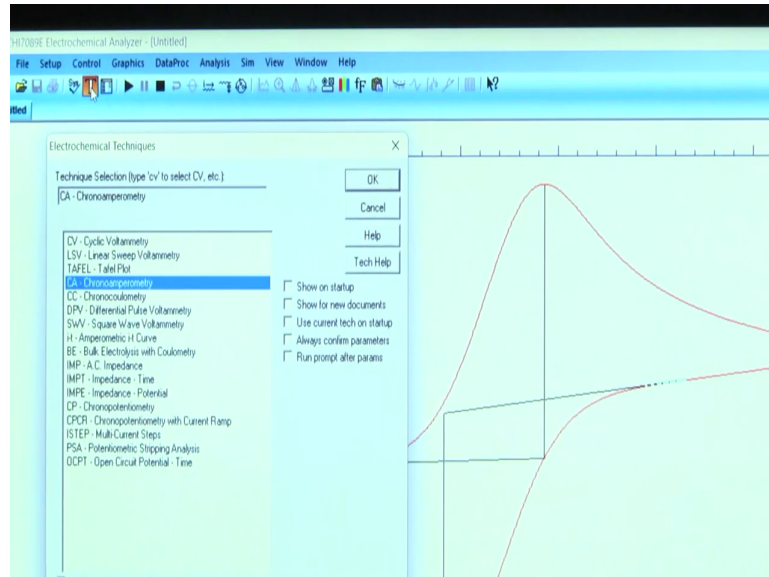 CHI7089E Electrochemical Analyzer - [Untitled]
File Setup Control Graphics DataProc Analysis Sim View Window Help
Electrochemical Techniques
Technique Selection (type 'cv' to select CV, etc.):
CA - Chronoamperometry
OK
Cancel
Help
Tech Help
CV - Cyclic Voltammetry
LSV - Linear Sweep Voltammetry
TAFEL - Tafel Plot
CA - Chronoamperometry
CC - Chronocoulometry
DPV - Differential Pulse Voltammetry
SWV - Square Wave Voltammetry
i-t - Amperometric i-t Curve
BE - Bulk Electrolysis with Coulometry
IMP - A.C. Impedance
IMPT - Impedance - Time
IMPE - Impedance - Potential
CP - Chronopotentiometry
CPCR - Chronopotentiometry with Current Ramp
ISTEP - Multi-Current Steps
PSA - Potentiometric Stripping Analysis
OCPT - Open Circuit Potential - Time
Show on startup
Show for new documents
Use current tech on startup
Always confirm parameters
Run prompt after params